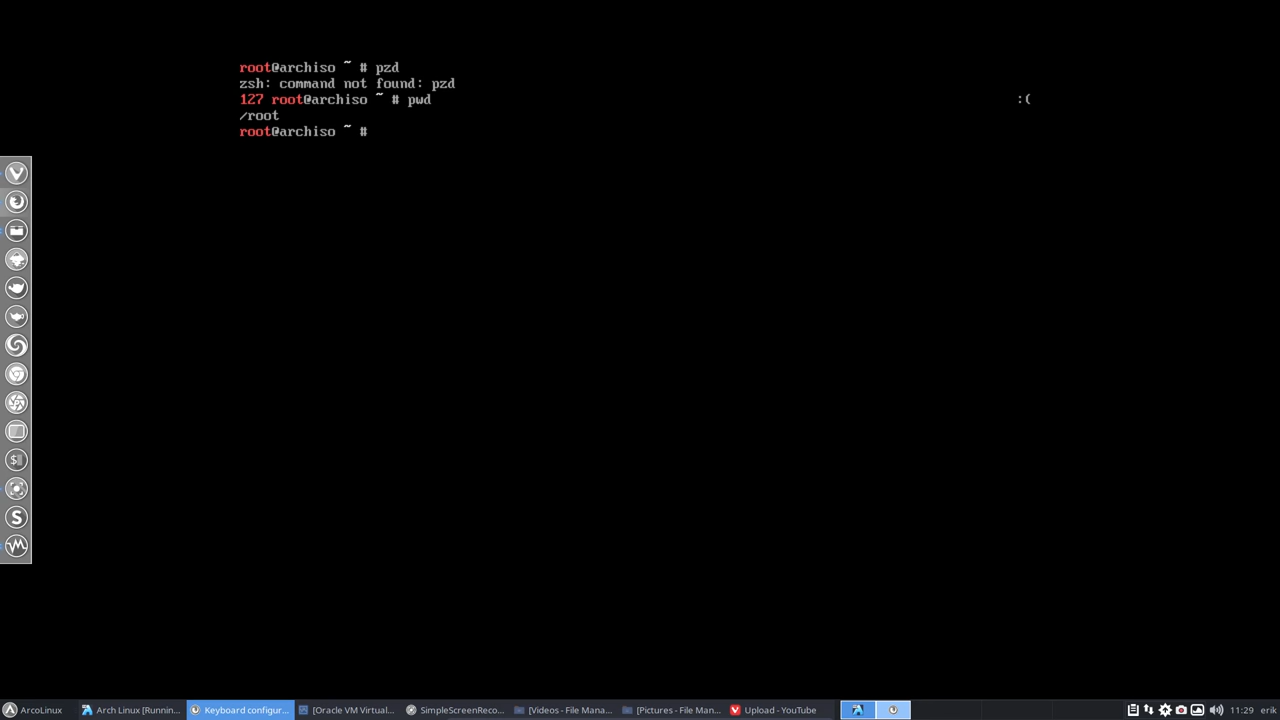 root@archiso ~ # pzd
zsh: command not found: pzd
127 root@archiso ~ # pwd :(
/root
root@archiso ~ #
$
S
ArcoLinux
Arch Linux [Runnin...
Keyboard configur...
[Oracle VM Virtual...
SimpleScreenReco...
[Videos - File Mana...
[Pictures - File Man...
Upload - YouTube
11:29
erik